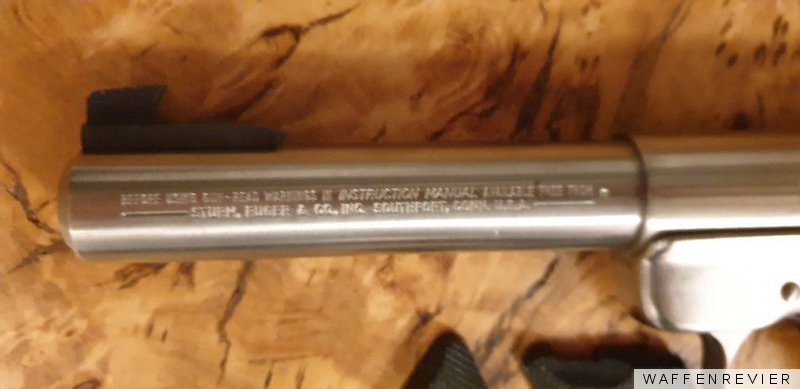 BEFORE USING GUN-READ WARNINGS IN INSTRUCTION MANUAL AVAILABLE FREE FROM
STURM, RUGER & CO., INC. SOUTHPORT, CONN. U.S.A.
WAFFENREVIER